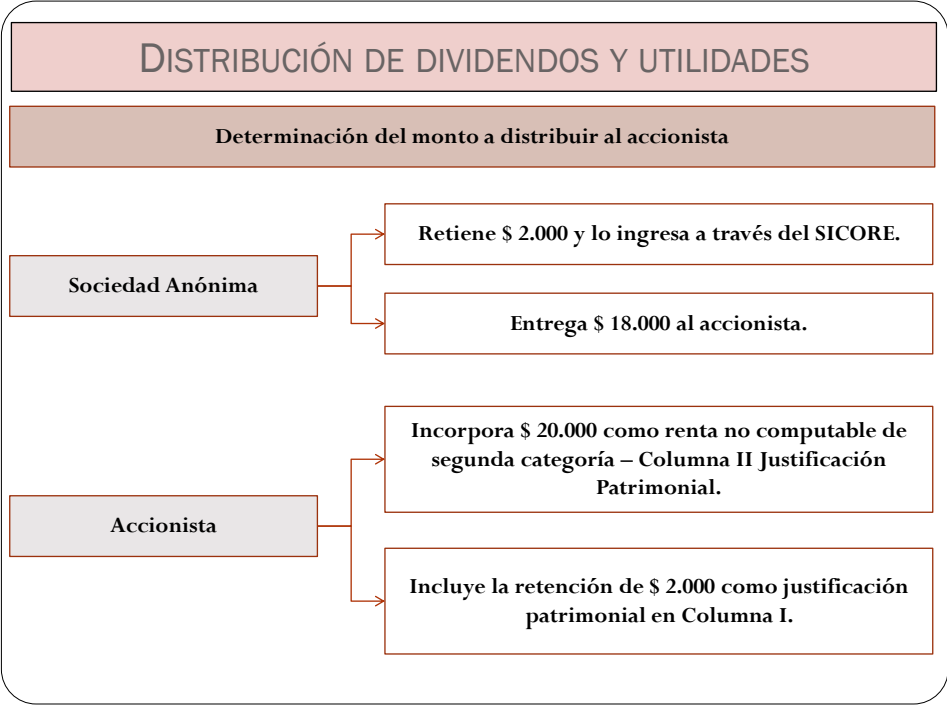 DISTRIBUCIÓN DE DIVIDENDOS Y UTILIDADES
Determinación del monto a distribuir al accionista
Retiene $ 2.000 y lo ingresa a través del SICORE.
Sociedad Anónima
Entrega $ 18.000 al accionista.
Incorpora $ 20.000 como renta no computable de
segunda categoría – Columna II Justificación
Patrimonial.
Accionista
Incluye la retención de $ 2.000 como justificación
patrimonial en Columna I.